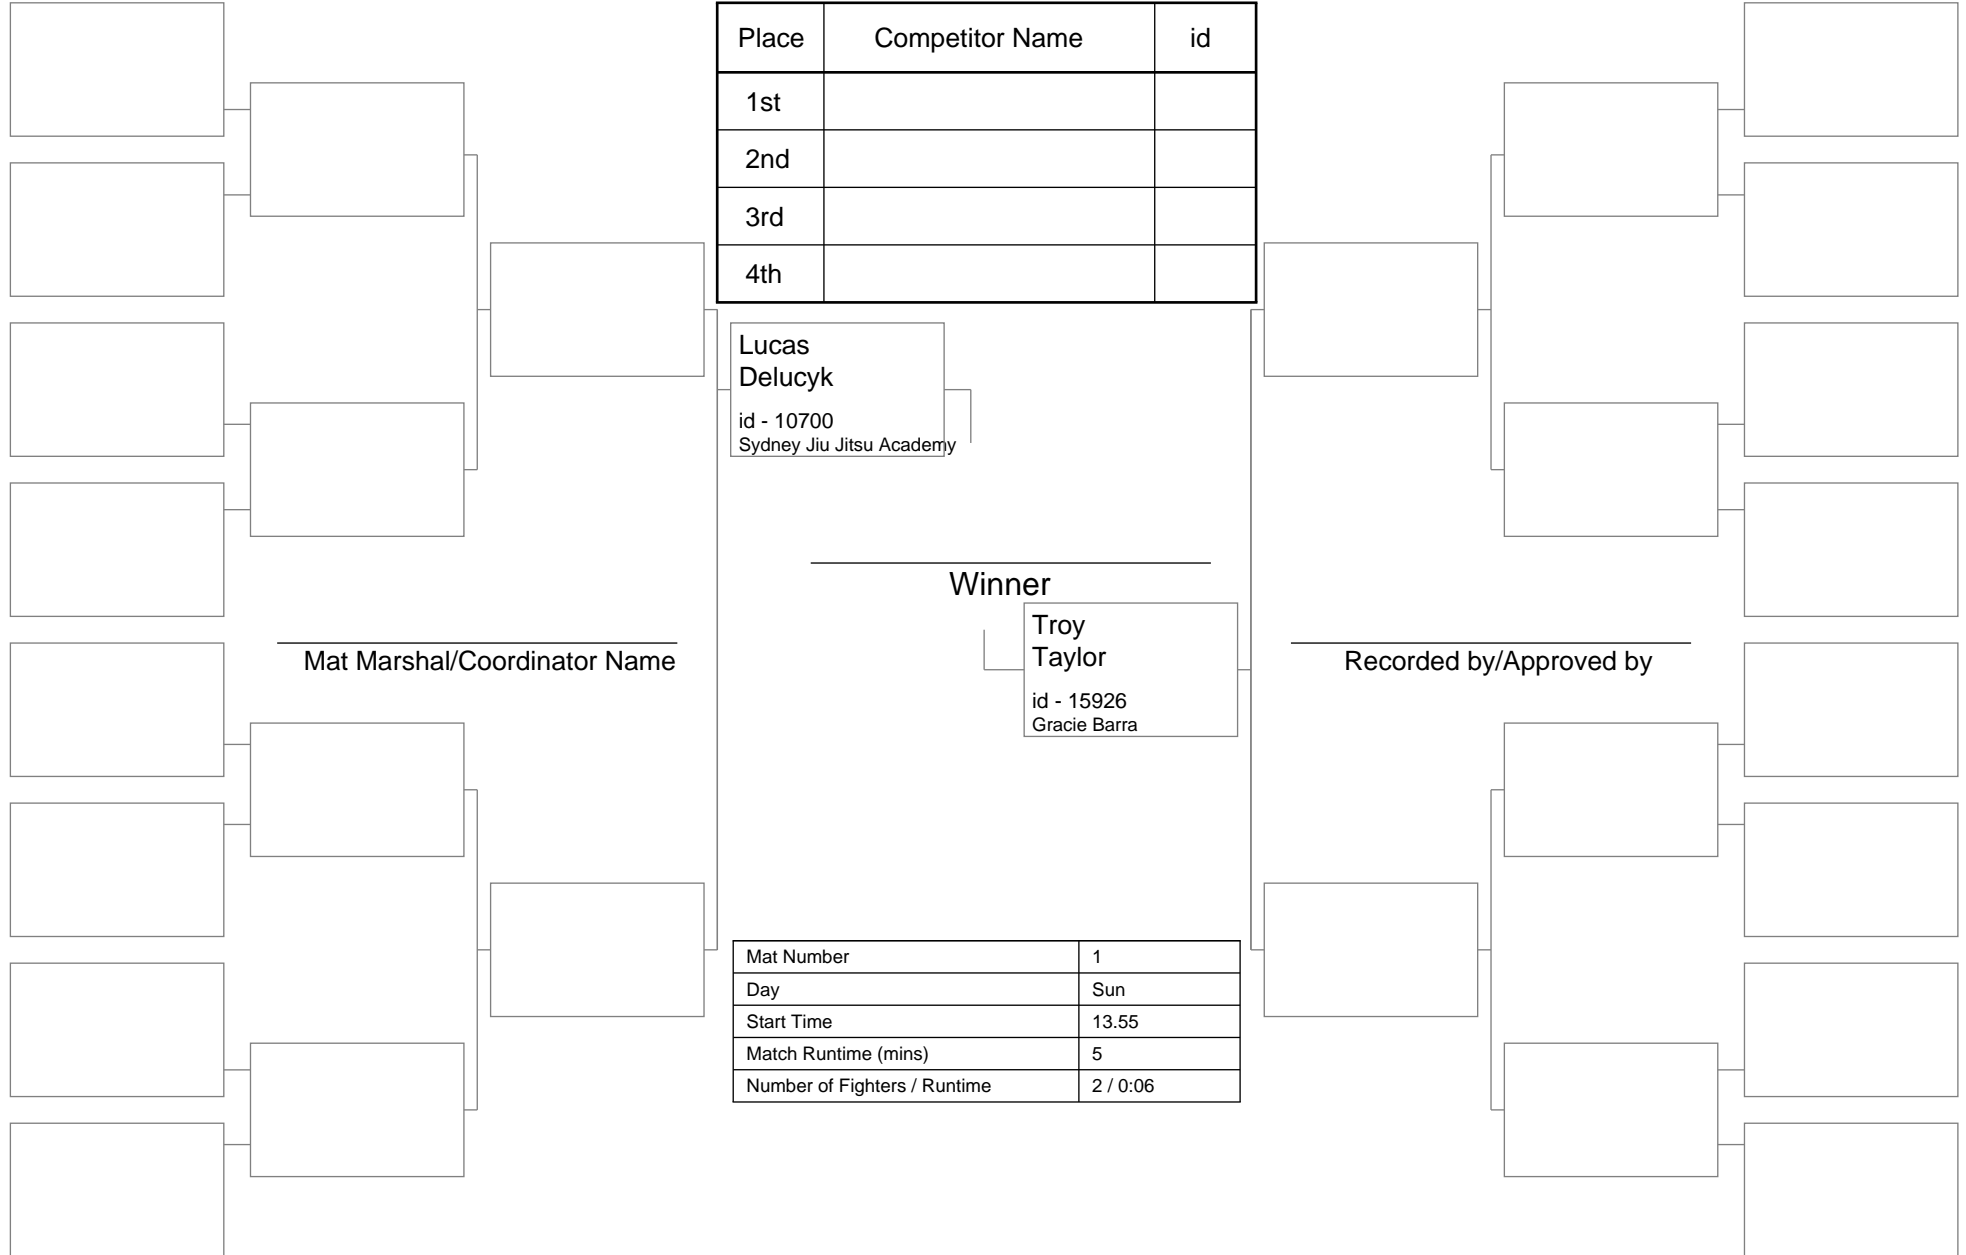 Place Competitor Name id
1st
2nd
3rd
4th
Lucas
Delucyk
id - 10700
Sydney Jiu Jitsu Academy
Winner
Troy
Taylor
id - 15926
Gracie Barra
Mat Marshal/Coordinator Name
Recorded by/Approved by
Mat Number 1
Day Sun
Start Time 13.55
Match Runtime (mins) 5
Number of Fighters / Runtime 2 / 0:06